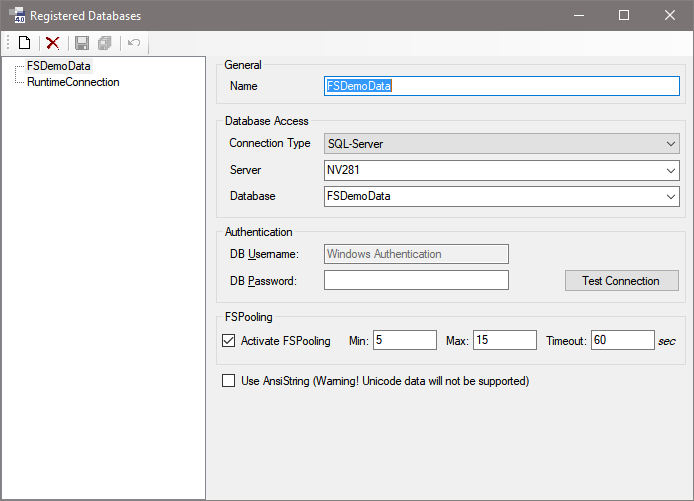 4.0
Registered Databases
FSDemoData
RuntimeConnection
General
Name
FSDemoData
Database Access
Connection Type
SQL-Server
Server
NV281
Database
FSDemoData
Authentication
DB Username:
Windows Authentication
DB Password:
Test Connection
FSPooling
Activate FSPooling Min: 5 Max: 15 Timeout: 60 sec
Use AnsiString (Warning! Unicode data will not be supported)